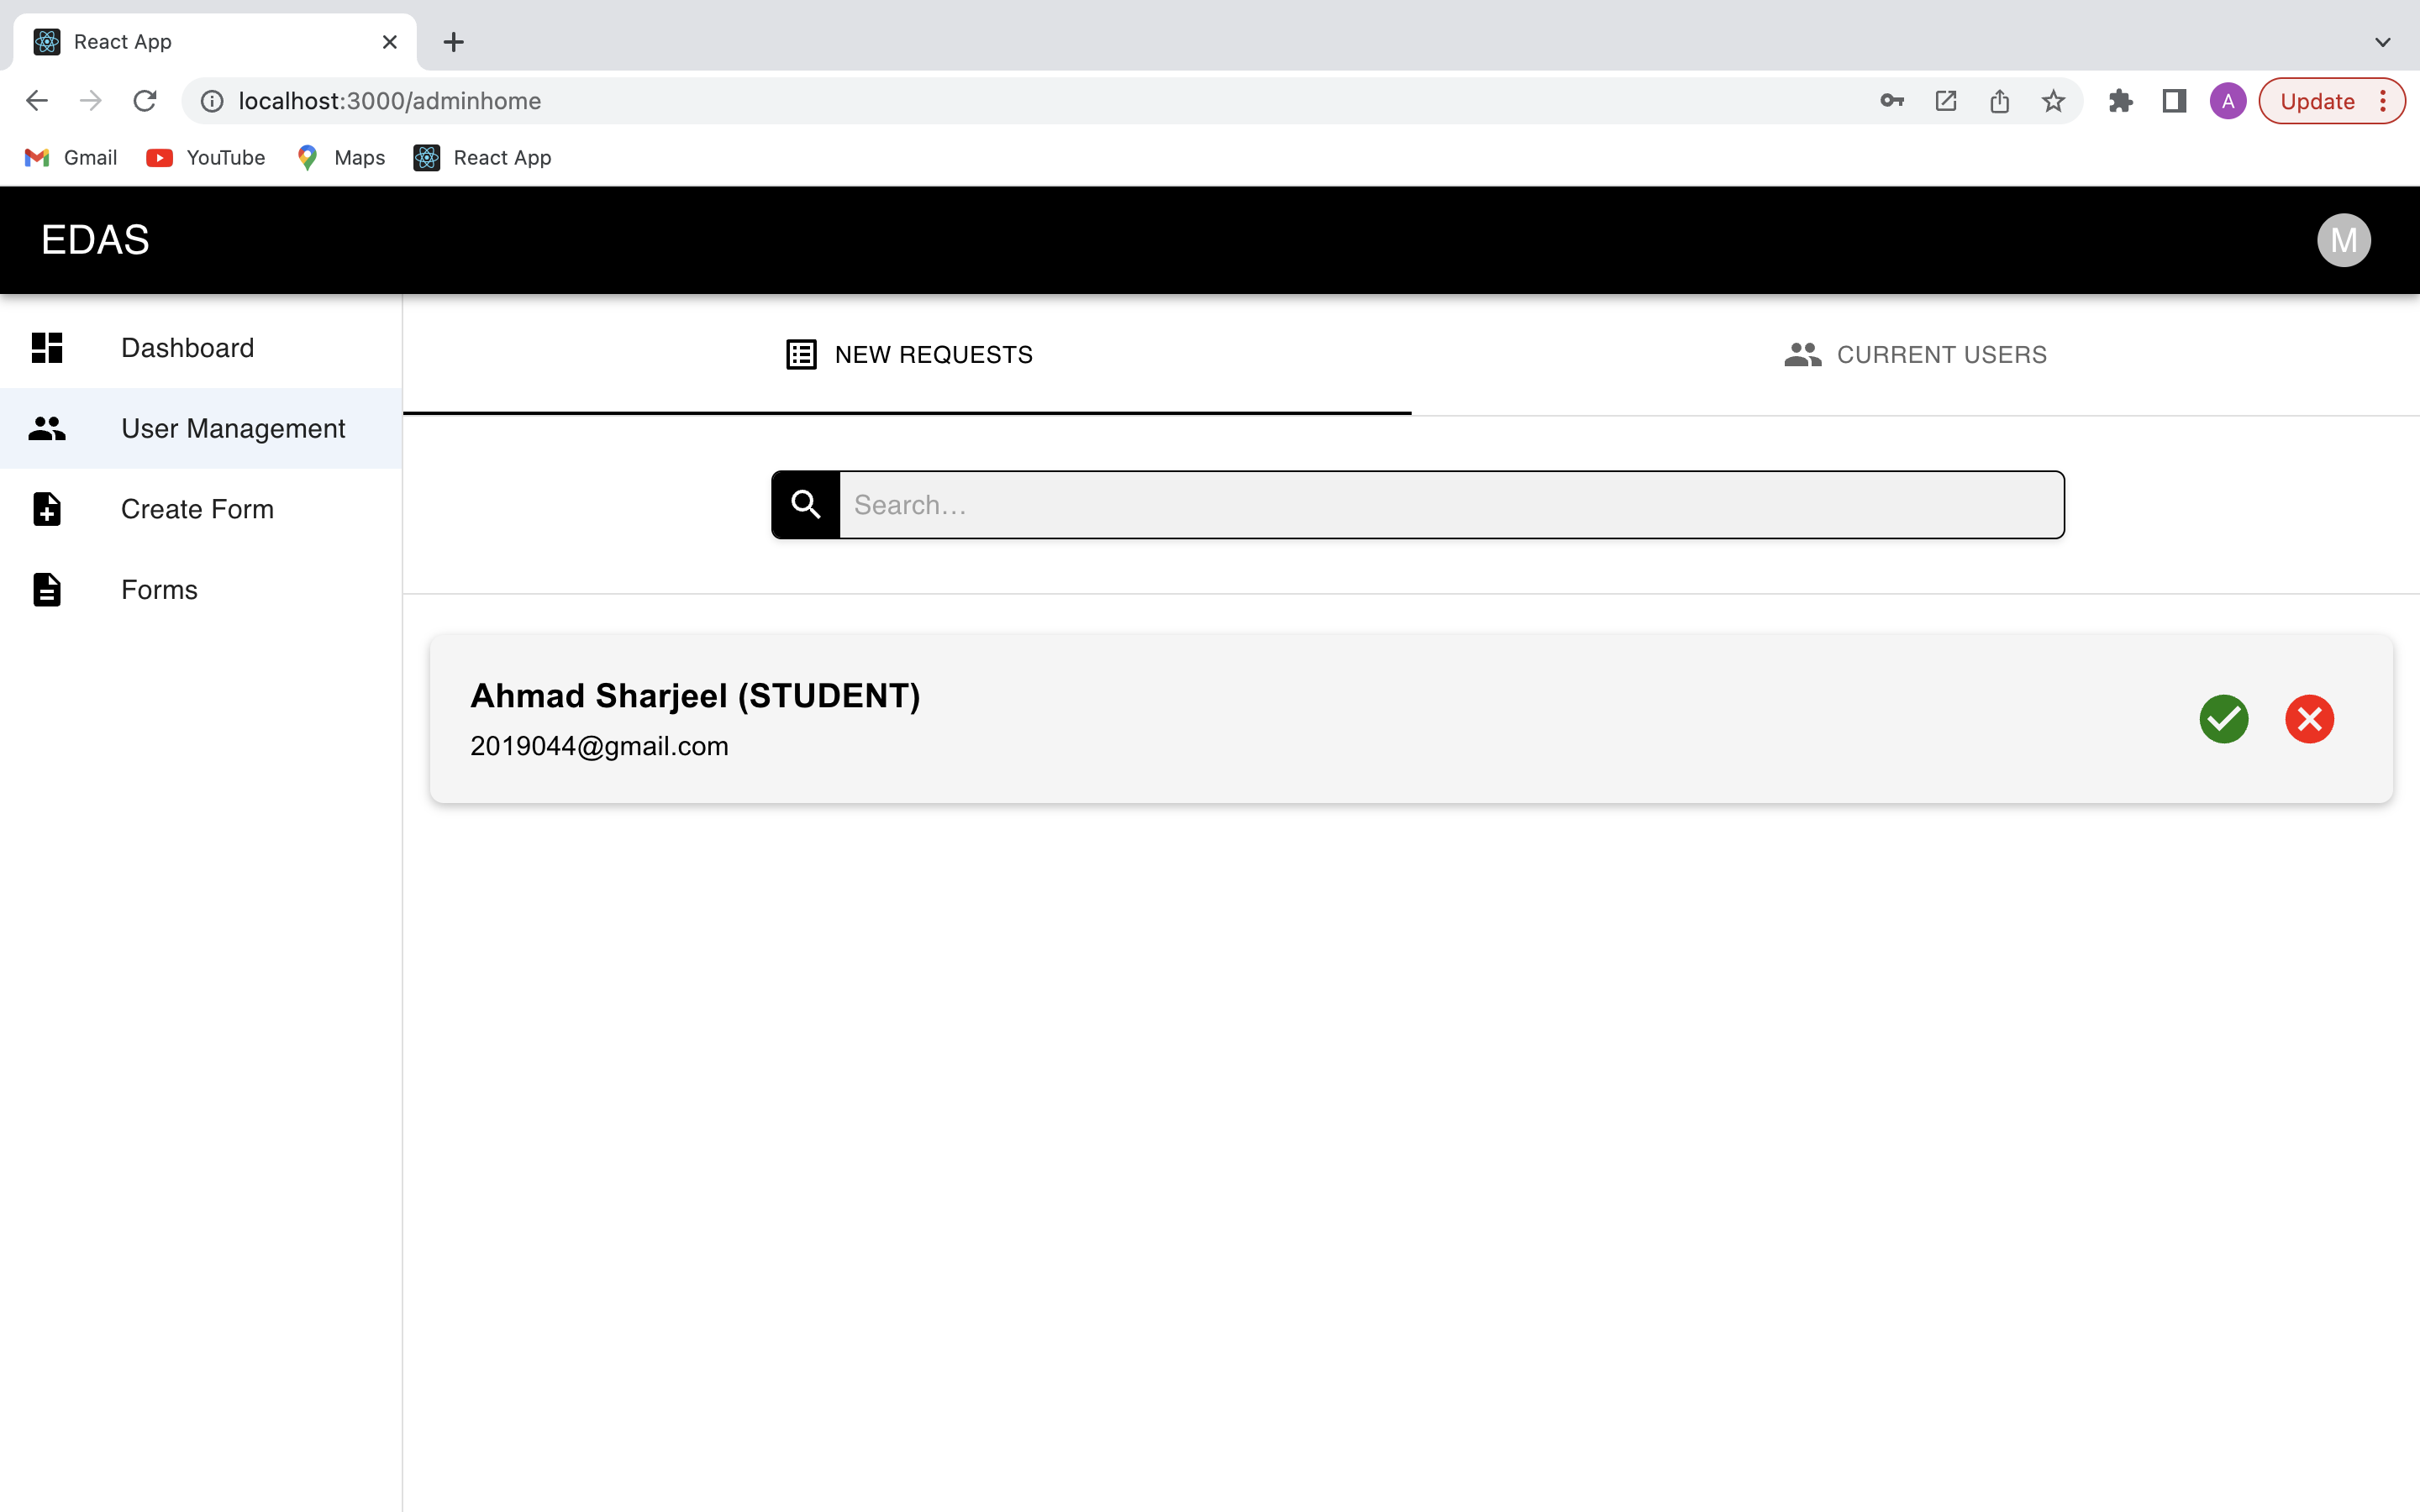 React App
localhost:3000/adminhome
A
Update
Gmail YouTube Maps React App
EDAS
M
Dashboard
User Management
Create Form
Forms
NEW REQUESTS
CURRENT USERS
Search...
Ahmad Sharjeel (STUDENT)
2019044@gmail.com